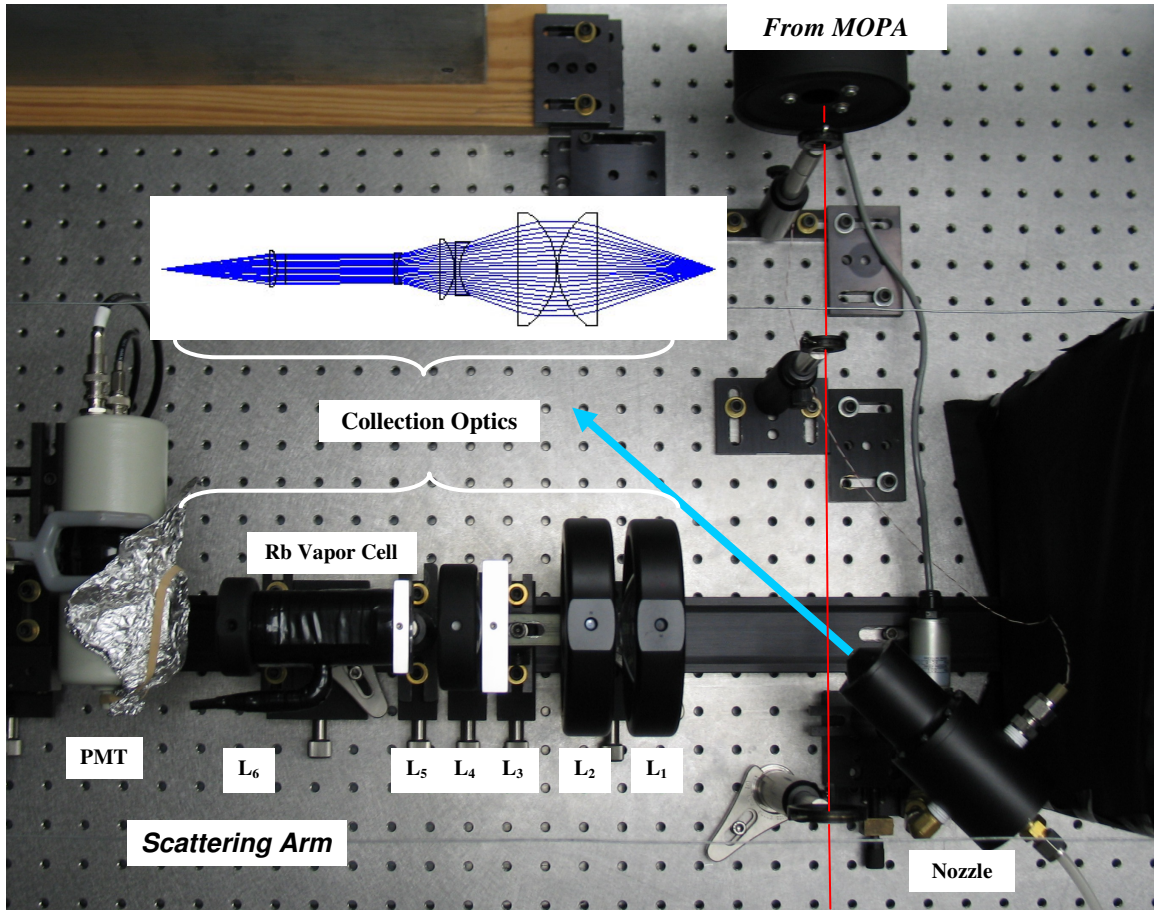 From MOPA
Collection Optics
Rb Vapor Cell
PMT
L₆
L₅
L₄
L₃
L₂
L₁
Scattering Arm
Nozzle